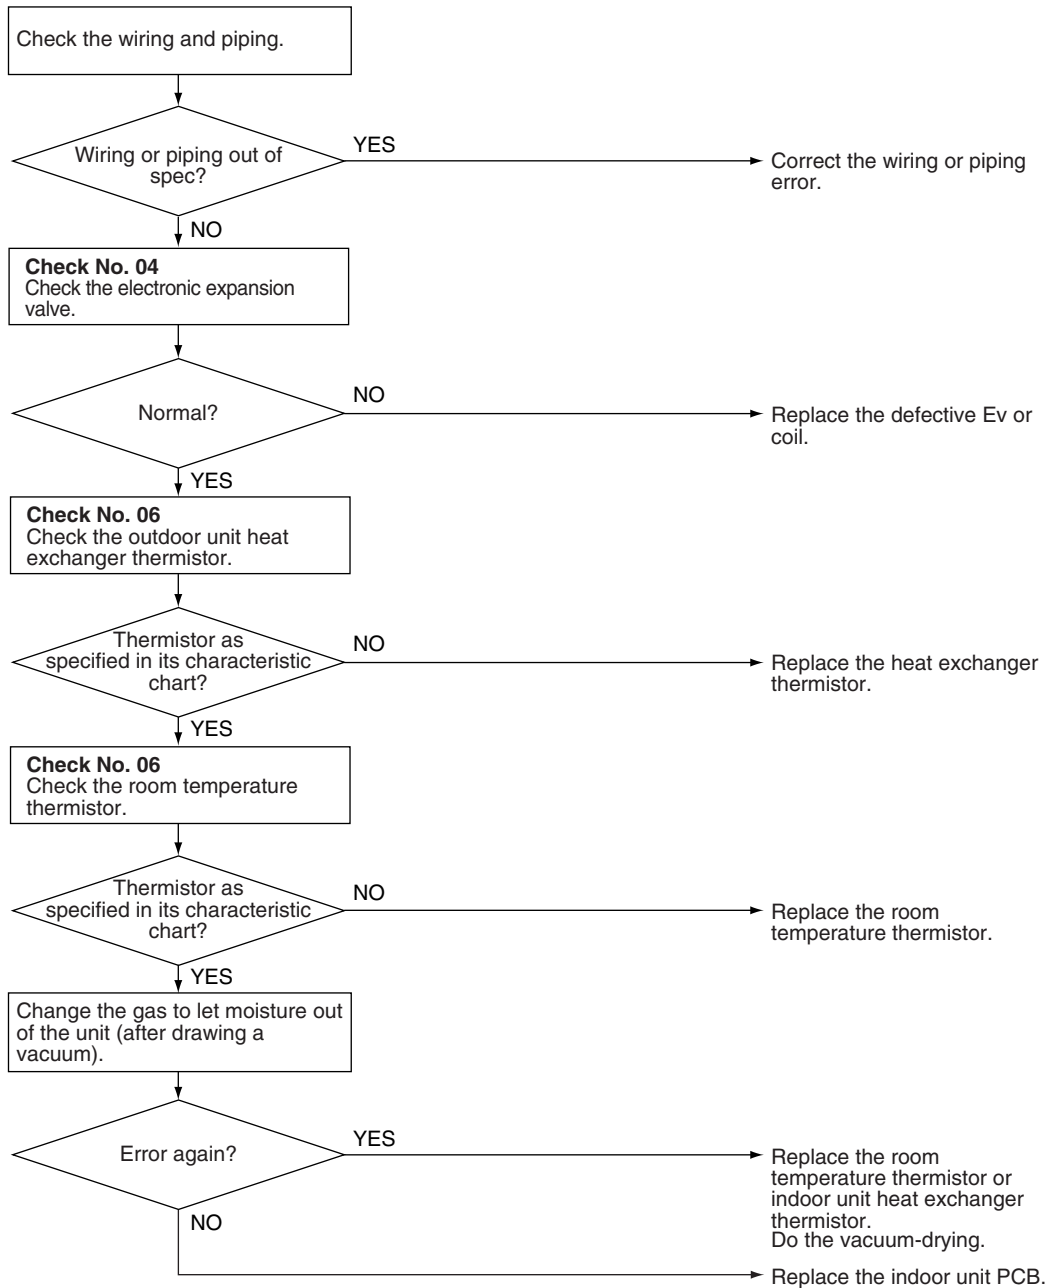 Check the wiring and piping.
Wiring or piping out of
spec?
YES
Correct the wiring or piping
error.
NO
Check No. 04
Check the electronic expansion
valve.
Normal?
NO
Replace the defective Ev or
coil.
YES
Check No. 06
Check the outdoor unit heat
exchanger thermistor.
Thermistor as
specified in its characteristic
chart?
NO
Replace the heat exchanger
thermistor.
YES
Check No. 06
Check the room temperature
thermistor.
Thermistor as
specified in its characteristic
chart?
NO
Replace the room
temperature thermistor.
YES
Change the gas to let moisture out
of the unit (after drawing a
vacuum).
Error again?
YES
Replace the room
temperature thermistor or
indoor unit heat exchanger
thermistor.
Do the vacuum-drying.
NO
Replace the indoor unit PCB.